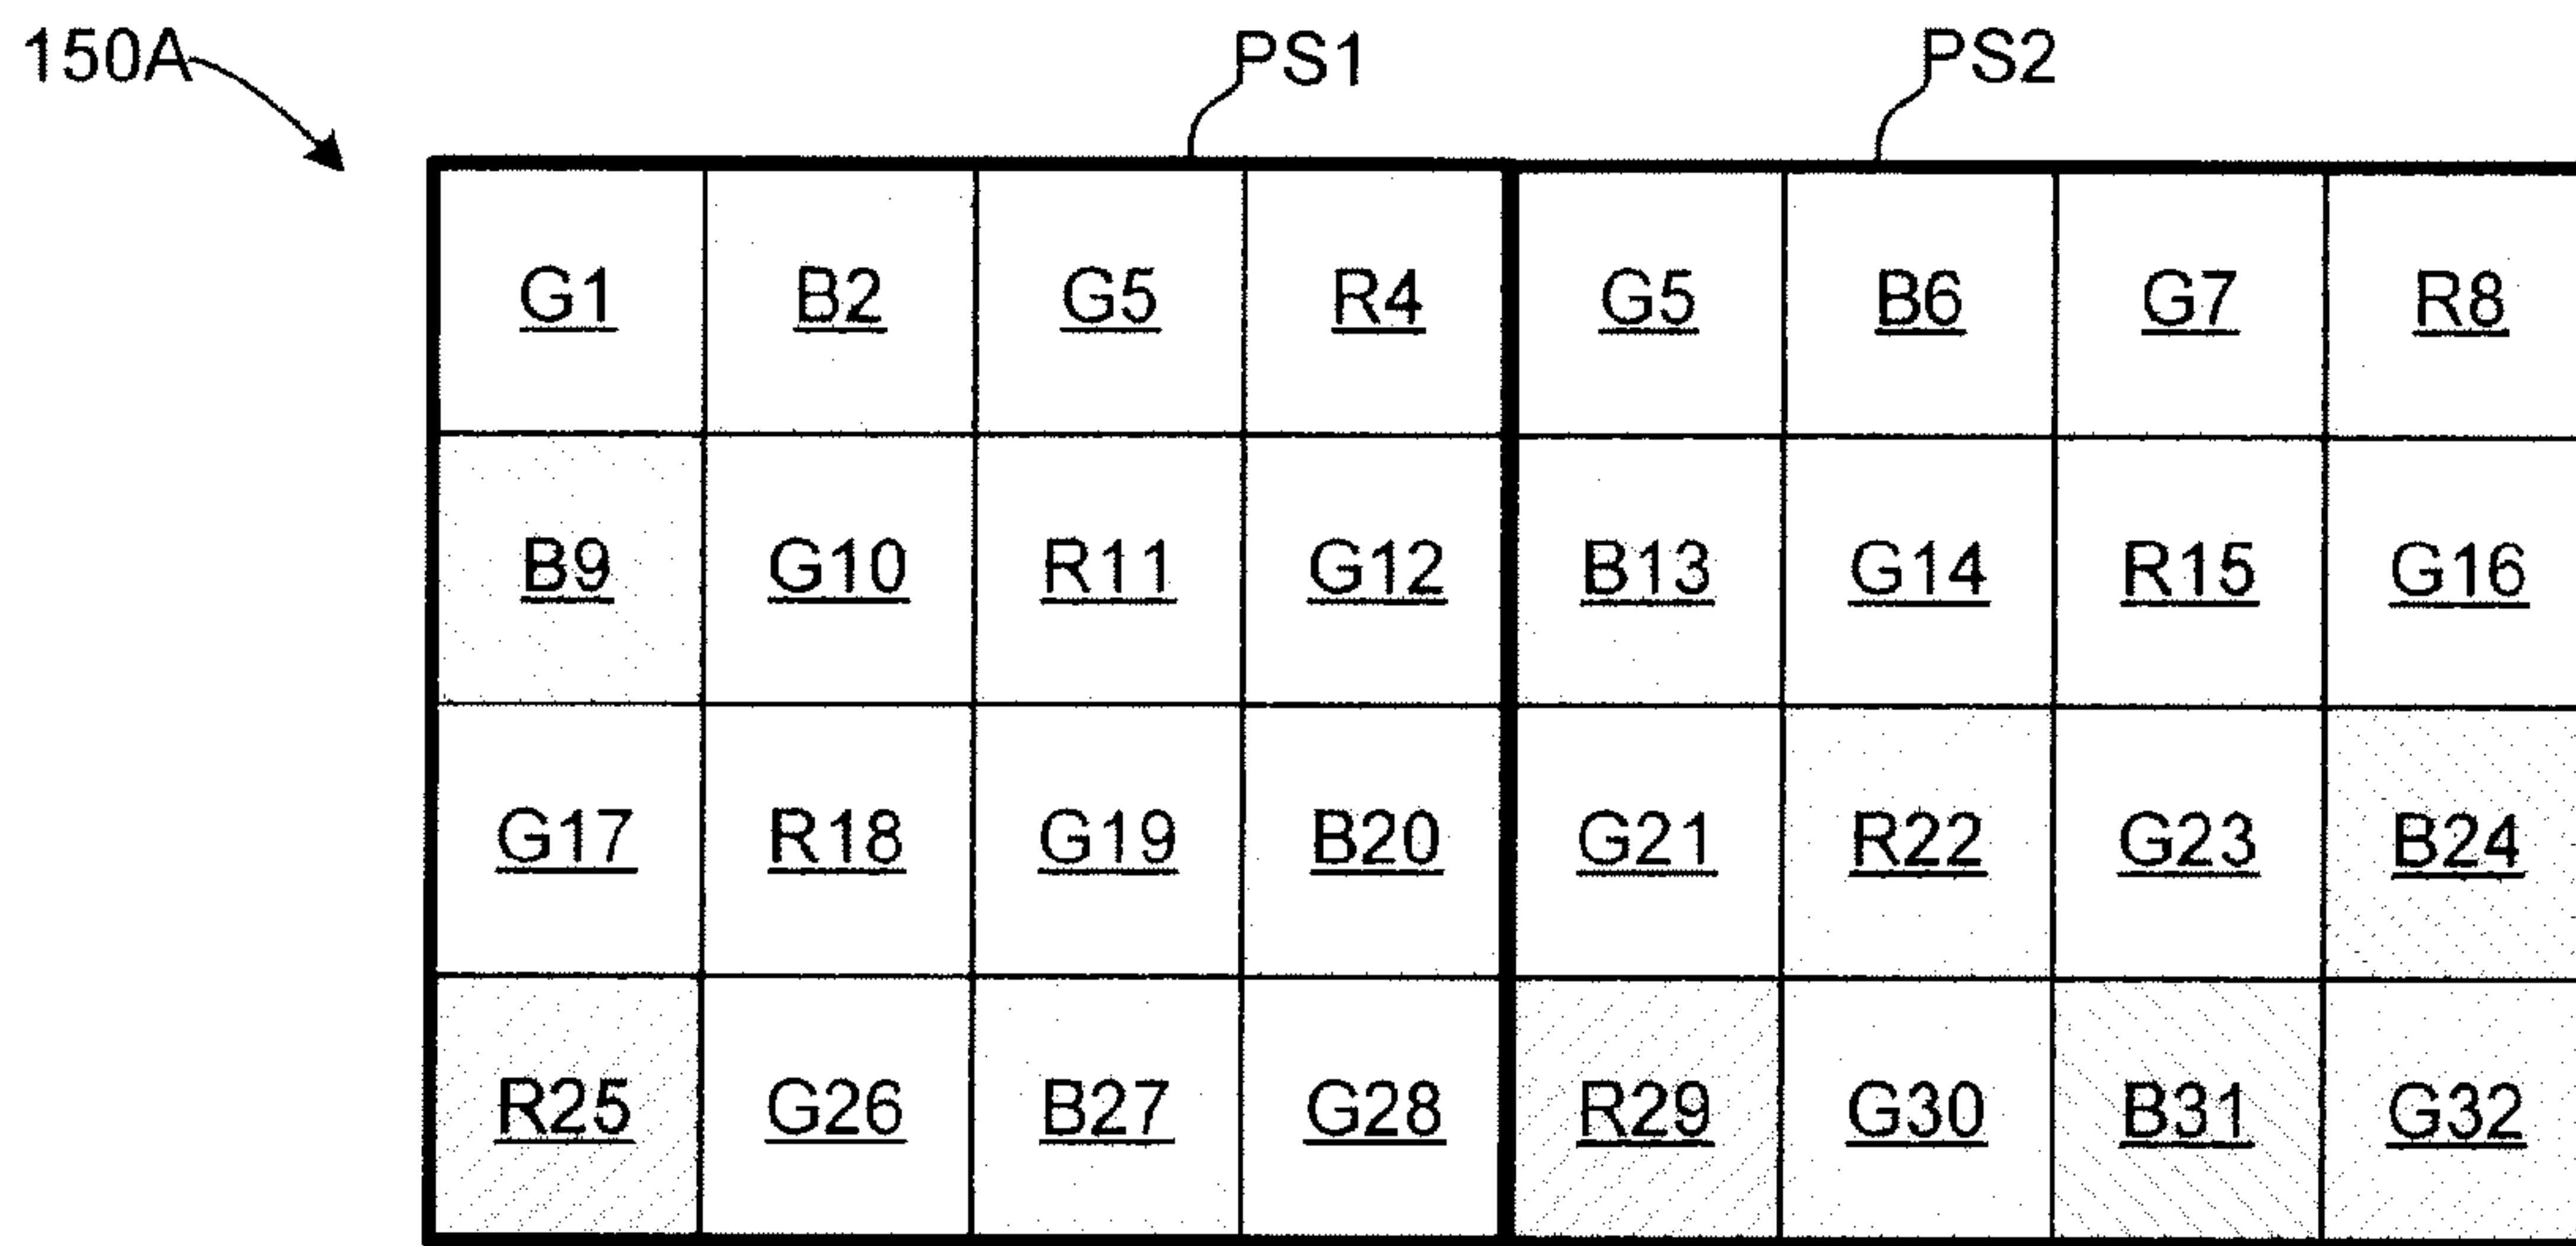 150A PS1 PS2
G1 B2 G5 R4 G5 B6 G7 R8
B9 G10 R11 G12 B13 G14 R15 G16
G17 R18 G19 B20 G21 R22 G23 B24
R25 G26 B27 G28 R29 G30 B31 G32